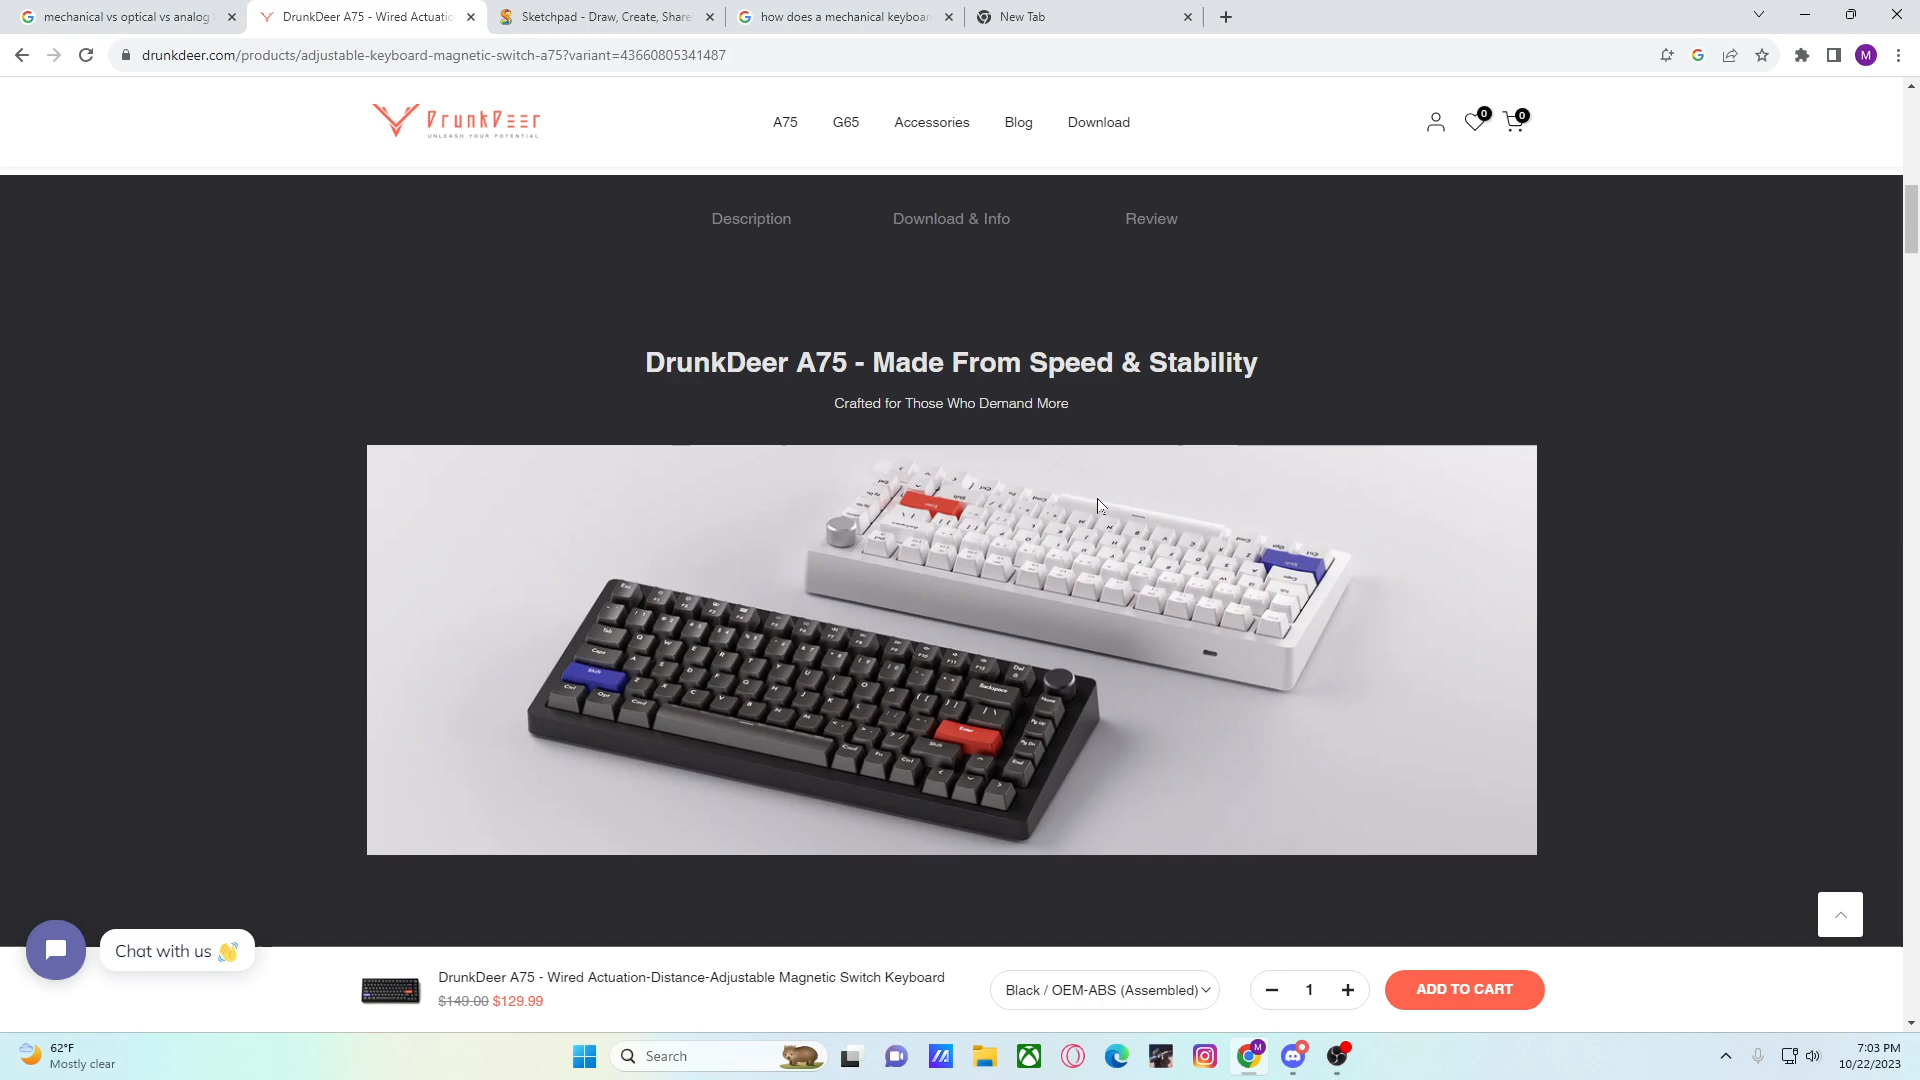 mechanical vs optical vs analog
DrunkDeer A75 - Wired Actuatio
Sketchpad - Draw, Create, Share
how does a mechanical keyboar
New Tab
drunkdeer.com/products/adjustable-keyboard-magnetic-switch-a75?variant=43660805341487
M
DrunkDeer
UNLEASH YOUR POTENTIAL
A75
G65
Accessories
Blog
Download
0
0
Description
Download & Info
Review
DrunkDeer A75 - Made From Speed & Stability
Crafted for Those Who Demand More
Chat with us
DrunkDeer A75 - Wired Actuation-Distance-Adjustable Magnetic Switch Keyboard
$149.00 $129.99
Black / OEM-ABS (Assembled)
1
ADD TO CART
62°F
Mostly clear
Search
7:03 PM
10/22/2023